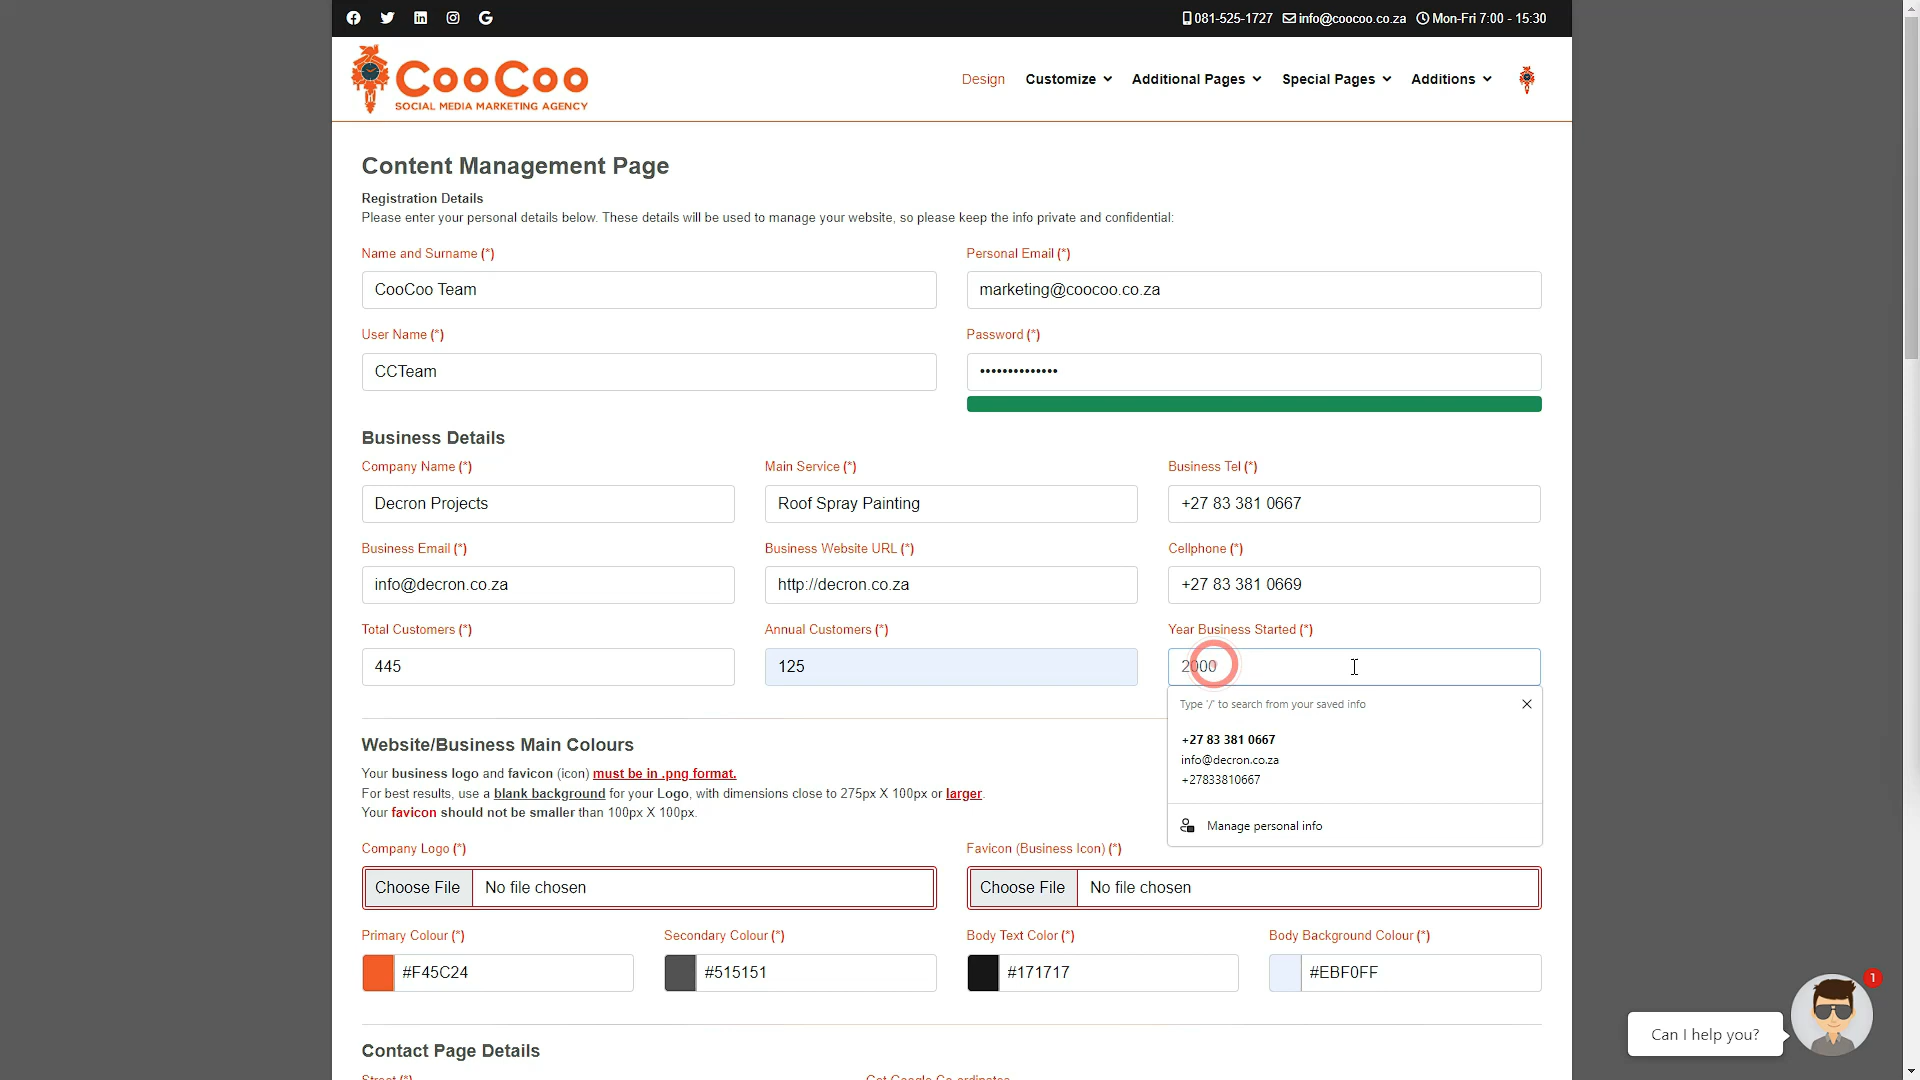 081-525-1727 info@coocoo.co.za Mon-Fri 7:00 - 15:30
CooCoo
SOCIAL MEDIA MARKETING AGENCY
Design Customize Additional Pages Special Pages Additions
Content Management Page
Registration Details
Please enter your personal details below. These details will be used to manage your website, so please keep the info private and confidential:
Name and Surname (*) Personal Email (*)
CooCoo Team marketing@coocoo.co.za
User Name (*) Password (*)
CCTeam ••••••••••••••
Business Details
Company Name (*) Main Service (*) Business Tel (*)
Decron Projects Roof Spray Painting +27 83 381 0667
Business Email (*) Business Website URL (*) Cellphone (*)
info@decron.co.za http://decron.co.za +27 83 381 0669
Total Customers (*) Annual Customers (*) Year Business Started (*)
445 125 2000
Type '/' to search from your saved info
+27 83 381 0667
info@decron.co.za
+27833810667
Manage personal info
Website/Business Main Colours
Your business logo and favicon (icon) must be in .png format.
For best results, use a blank background for your Logo, with dimensions close to 275px X 100px or larger.
Your favicon should not be smaller than 100px X 100px.
Company Logo (*) Favicon (Business Icon) (*)
Choose File No file chosen Choose File No file chosen
Primary Colour (*) Secondary Colour (*) Body Text Color (*) Body Background Colour (*)
#F45C24 #515151 #171717 #EBF0FF
1
Can I help you?
Contact Page Details
Street (*) Get Google Co-ordinates